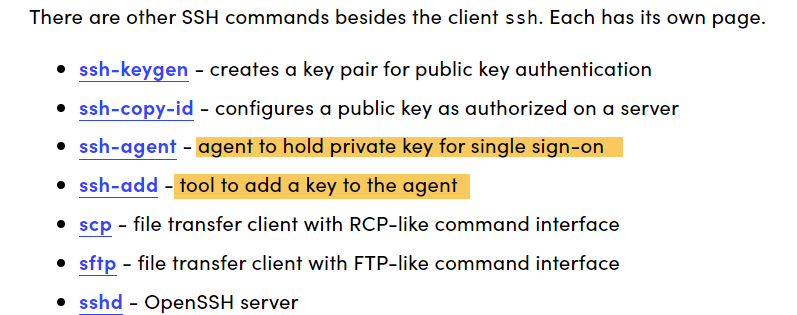 There are other SSH commands besides the client ssh. Each has its own page.
• ssh-keygen - creates a key pair for public key authentication
• ssh-copy-id - configures a public key as authorized on a server
• ssh-agent - agent to hold private key for single sign-on
• ssh-add - tool to add a key to the agent
• scp - file transfer client with RCP-like command interface
• sftp - file transfer client with FTP-like command interface
• sshd - OpenSSH server